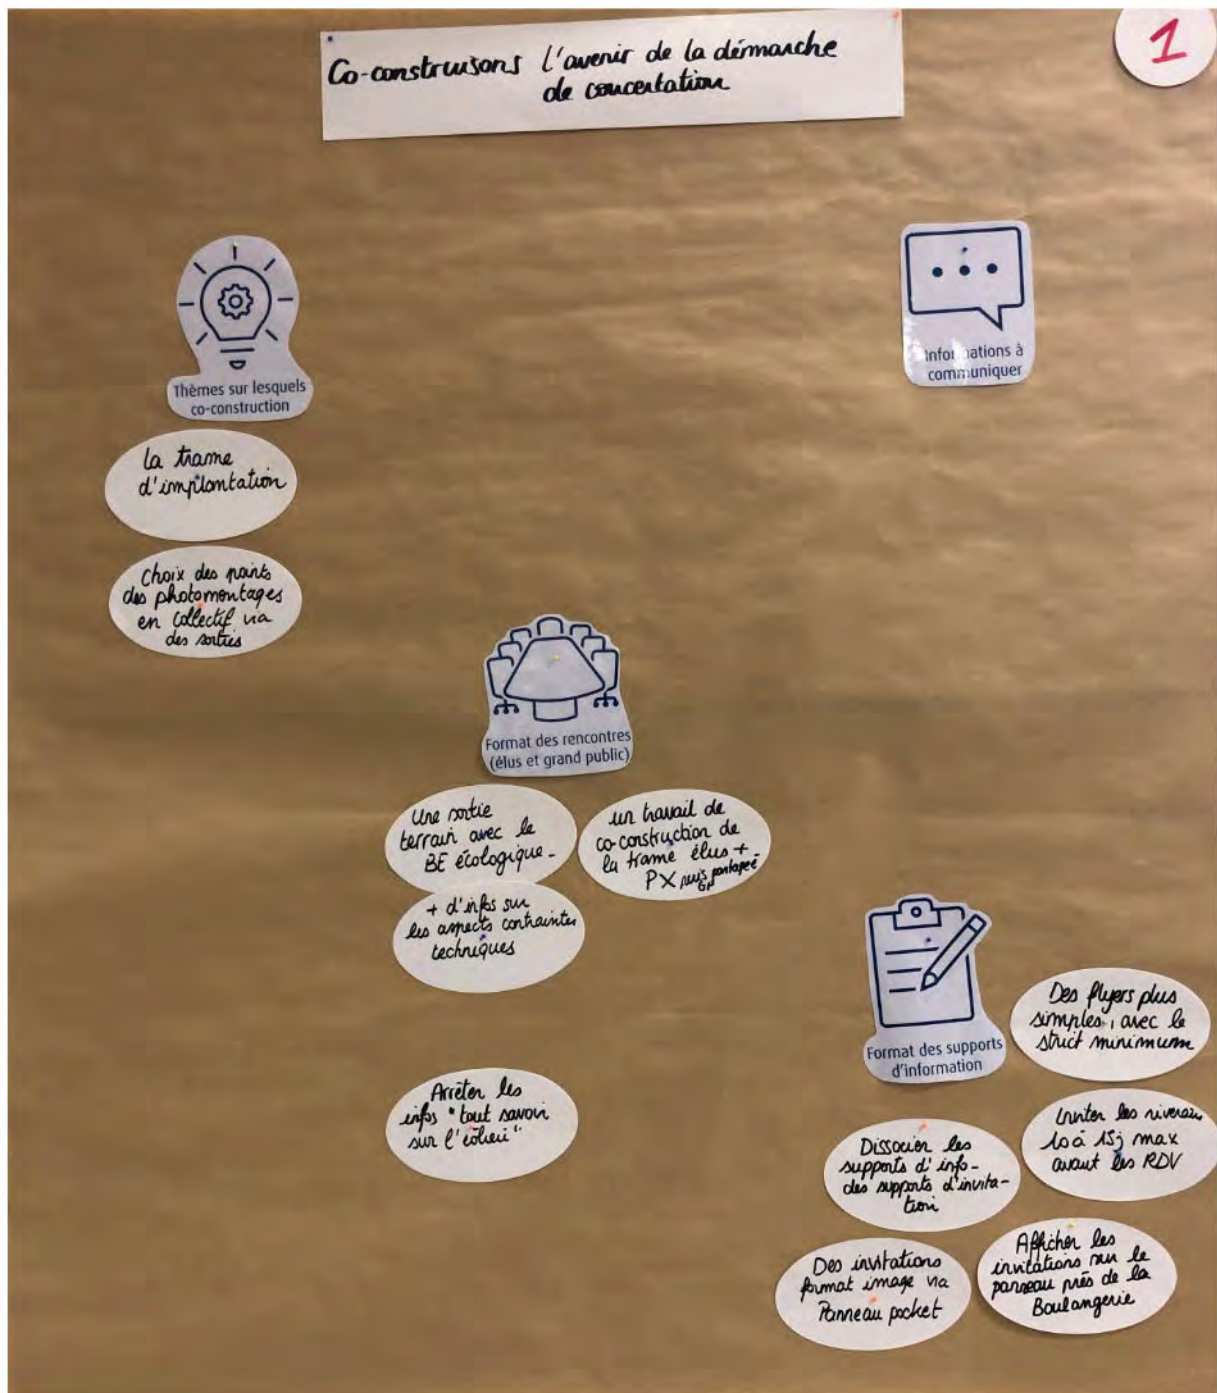 Co-construisons l'avenir de la démarche
de concertation
1
Thèmes sur lesquels
co-construction
La trame
d'implantation
Choix des points
des photomontages
en collectif via
des sorties
Informations à
communiquer
Format des rencontres
(élus et grand public)
Une sortie
terrain avec le
BE écologique-
un travail de
co-construction de
la trame élus +
PX puis partagée
+ d'infos sur
les aspects contraintes
techniques
Arrêter les
infos "tout savoir
sur l'éolien"
Format des supports
d'information
Des flyers plus
simples, avec le
strict minimum
Inviter les riverains
10 à 15j max
avant les RDV
Dissocier les
supports d'info-
des supports d'invita-
tion
Des invitations
format image via
Panneau pocket
Afficher les
invitations sur le
panneau près de la
Boulangerie